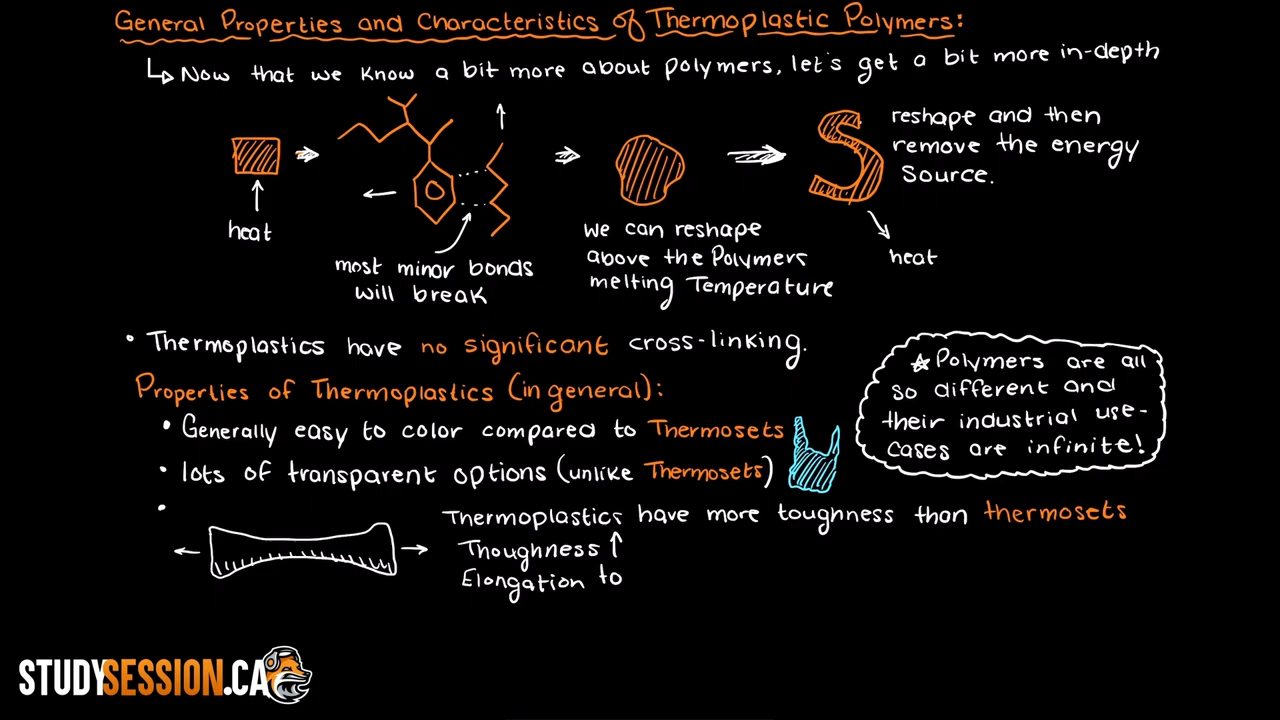 General Properties and Characteristics of Thermoplastic Polymers:
Now that we know a bit more about polymers, let's get a bit more in-depth
heat
most minor bonds
will break
we can reshape
above the Polymers
melting Temperature
reshape and then
remove the energy
source.
heat
• Thermoplastics have no significant cross-linking.
Properties of Thermoplastics (in general):
• Generally easy to color compared to Thermosets
• lots of transparent options (unlike Thermosets)
• Thermoplastics have more toughness than thermosets
Thoughness ↑
Elongation to
★ Polymers are all
so different and
their industrial use-
cases are infinite!
STUDYSESSION.CA